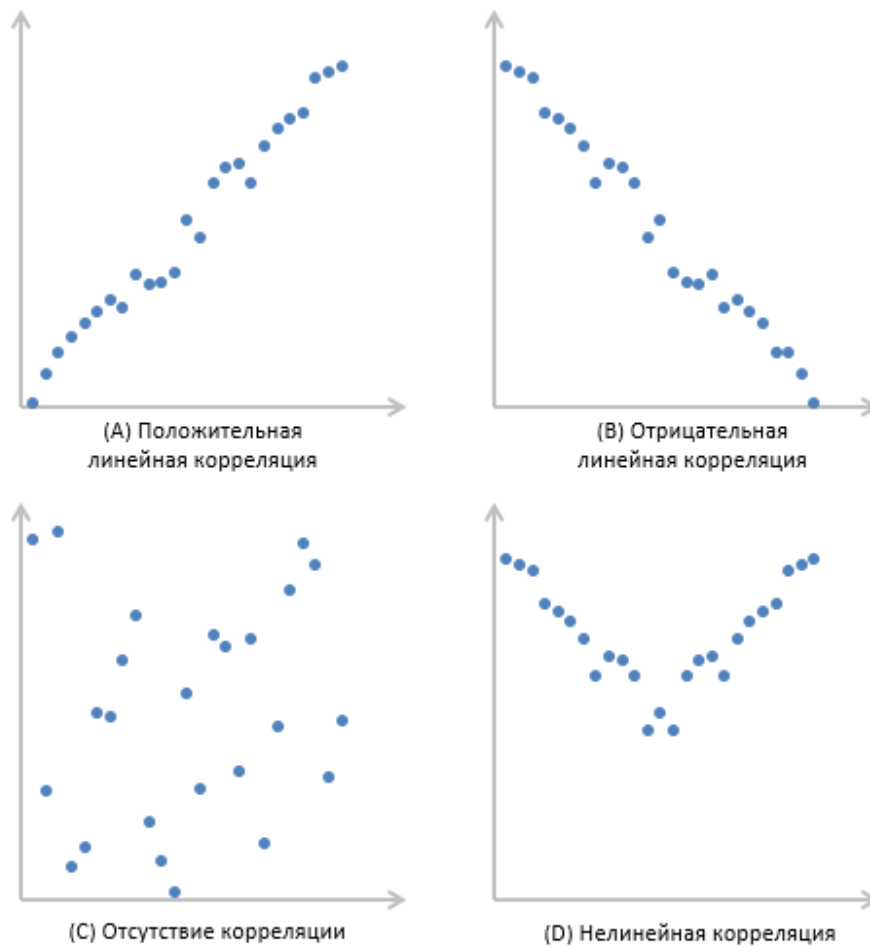 (A) Положительная
линейная корреляция
(B) Отрицательная
линейная корреляция
(C) Отсутствие корреляции
(D) Нелинейная корреляция